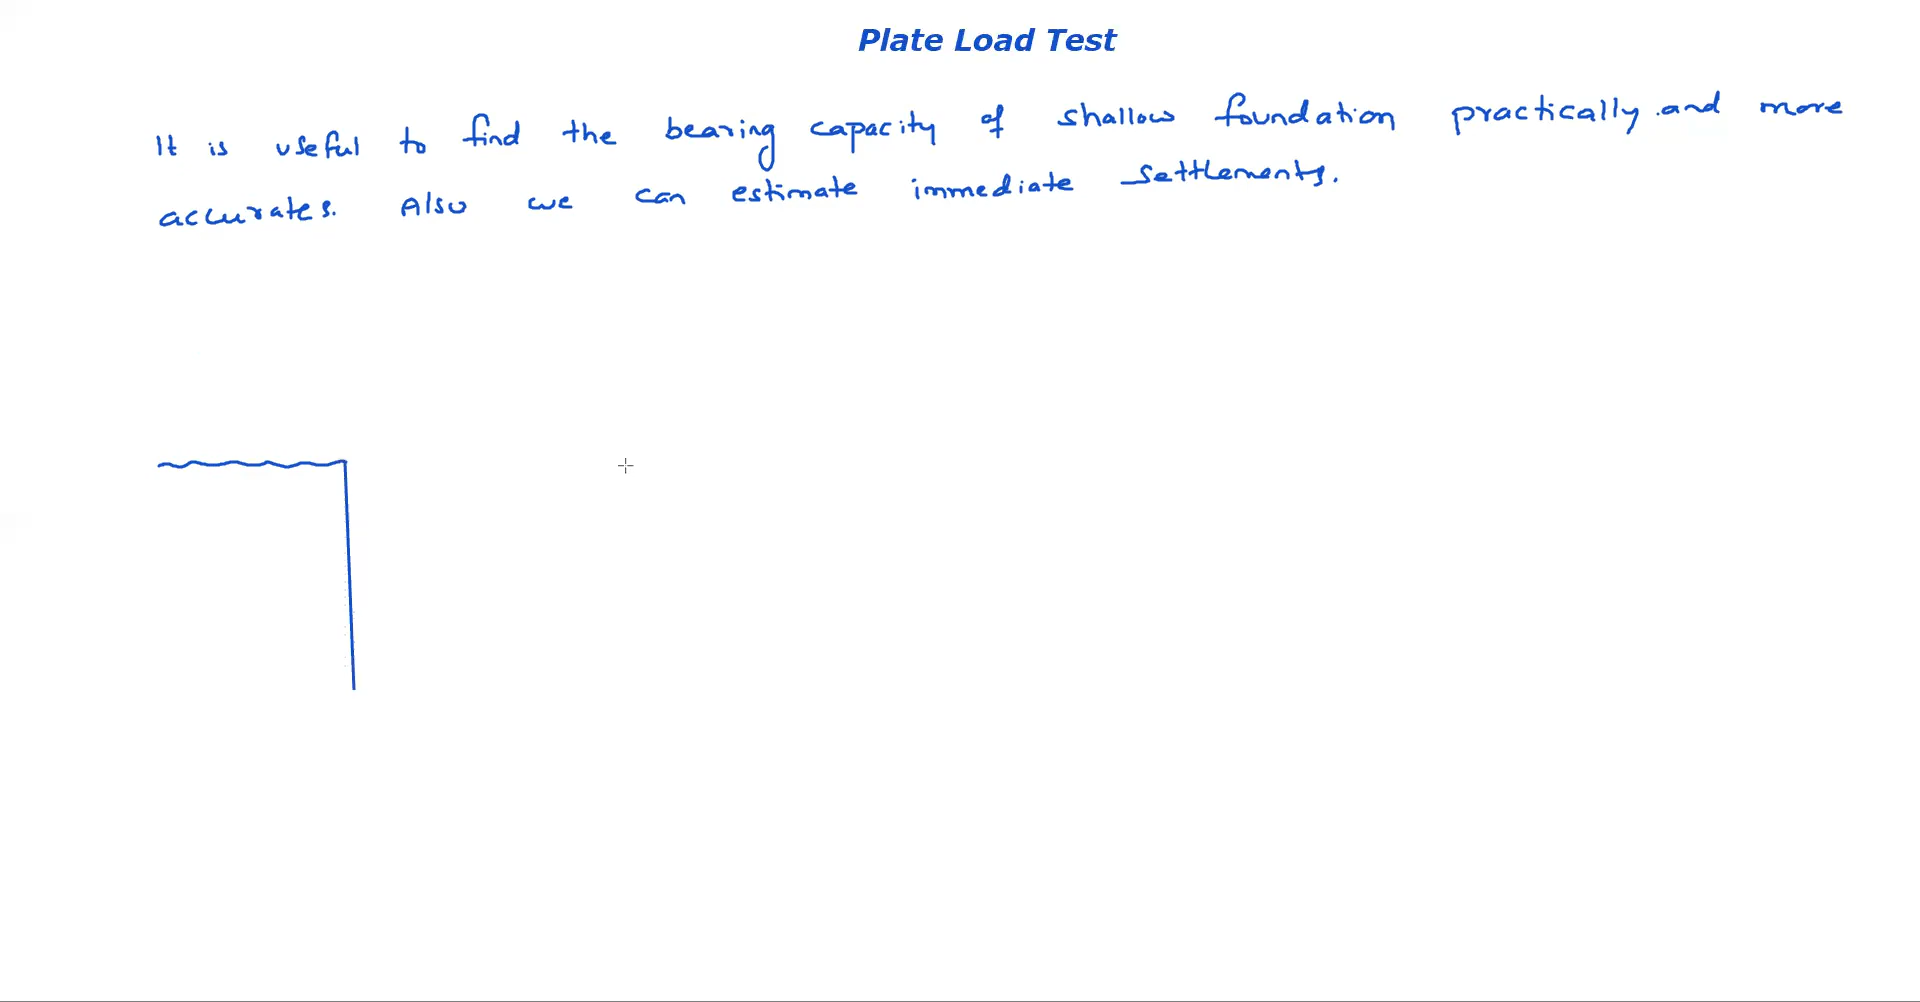 Plate Load Test
It is useful to find the bearing capacity of shallow foundation practically and more
accurates. Also we can estimate immediate settlements.